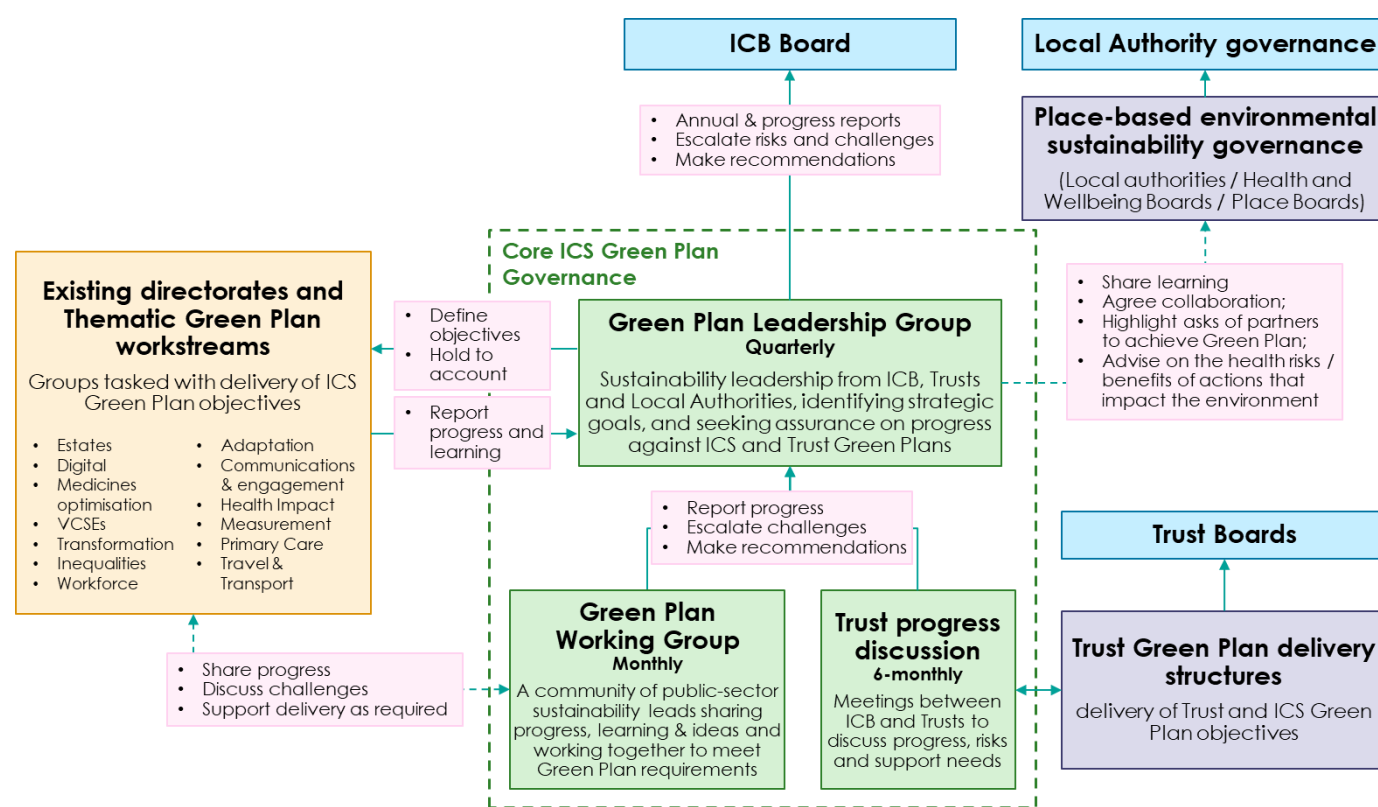 ICB Board
Local Authority governance
• Annual & progress reports
• Escalate risks and challenges
• Make recommendations
Place-based environmental
sustainability governance
(Local authorities / Health and
Wellbeing Boards / Place Boards)
Core ICS Green Plan
Governance
Existing directorates and
Thematic Green Plan
workstreams
Groups tasked with delivery of ICS
Green Plan objectives
• Estates
• Digital
• Medicines
optimisation
• VCSEs
• Transformation
• Inequalities
• Workforce
• Adaptation
• Communications
& engagement
• Health Impact
• Measurement
• Primary Care
• Travel &
Transport
• Define
objectives
• Hold to
account
• Report
progress and
learning
Green Plan Leadership Group
Quarterly
Sustainability leadership from ICB, Trusts
and Local Authorities, identifying strategic
goals, and seeking assurance on progress
against ICS and Trust Green Plans
• Share learning
• Agree collaboration;
• Highlight asks of partners
to achieve Green Plan;
• Advise on the health risks /
benefits of actions that
impact the environment
• Report progress
• Escalate challenges
• Make recommendations
Trust Boards
• Share progress
• Discuss challenges
• Support delivery as required
Green Plan
Working Group
Monthly
A community of public-sector
sustainability leads sharing
progress, learning & ideas and
working together to meet
Green Plan requirements
Trust progress
discussion
6-monthly
Meetings between
ICB and Trusts to
discuss progress, risks
and support needs
Trust Green Plan delivery
structures
delivery of Trust and ICS Green
Plan objectives